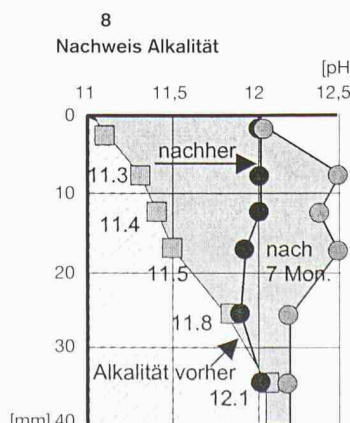 8
Nachweis Alkalität
[pH
11 11,5 12 12,5
0
nachher
11.3
10
11.4
nach
7 Mon.
11.5
20
11.8
30
Alkalität vorher
12.1
[mm] 40